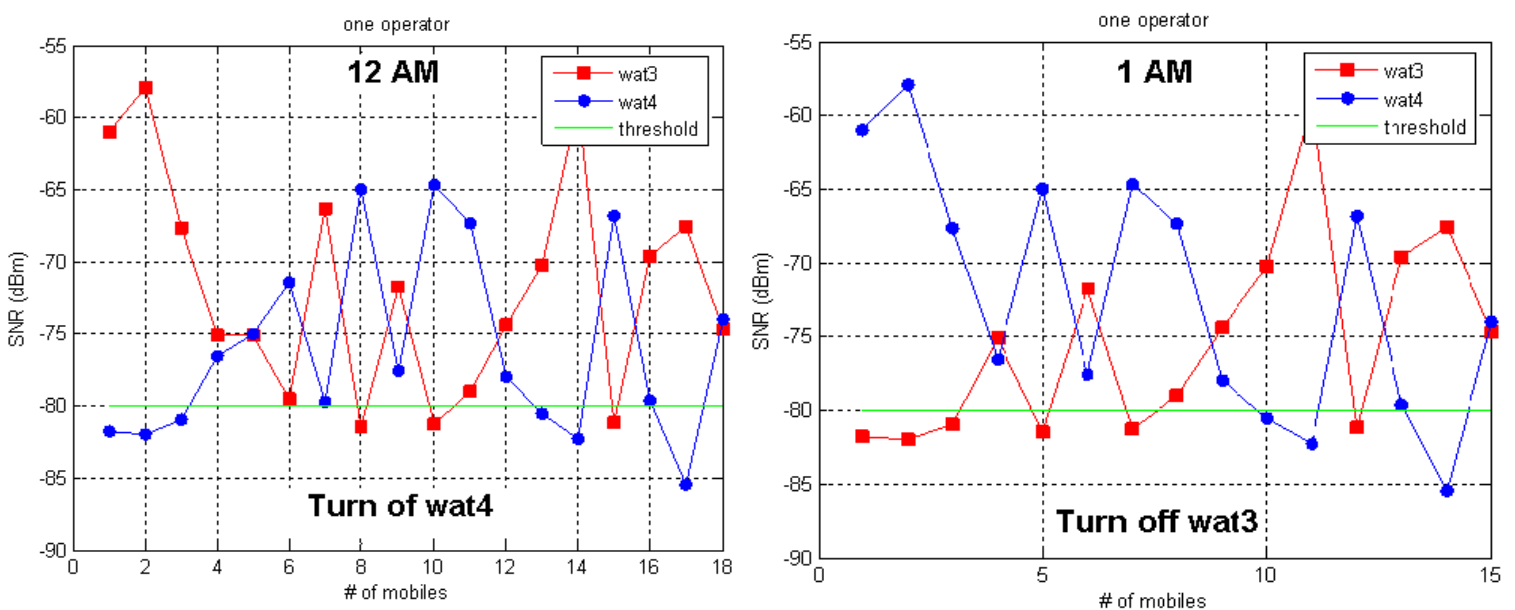 one operator
12 AM
wat3
wat4
threshold
-55
-60
-65
-70
-75
-80
-85
-90
SNR (dBm)
Turn of wat4
0 2 4 6 8 10 12 14 16 18
# of mobiles
one operator
1 AM
wat3
wat4
threshold
-55
-60
-65
-70
-75
-80
-85
-90
SNR (dBm)
Turn off wat3
0 5 10 15
# of mobiles